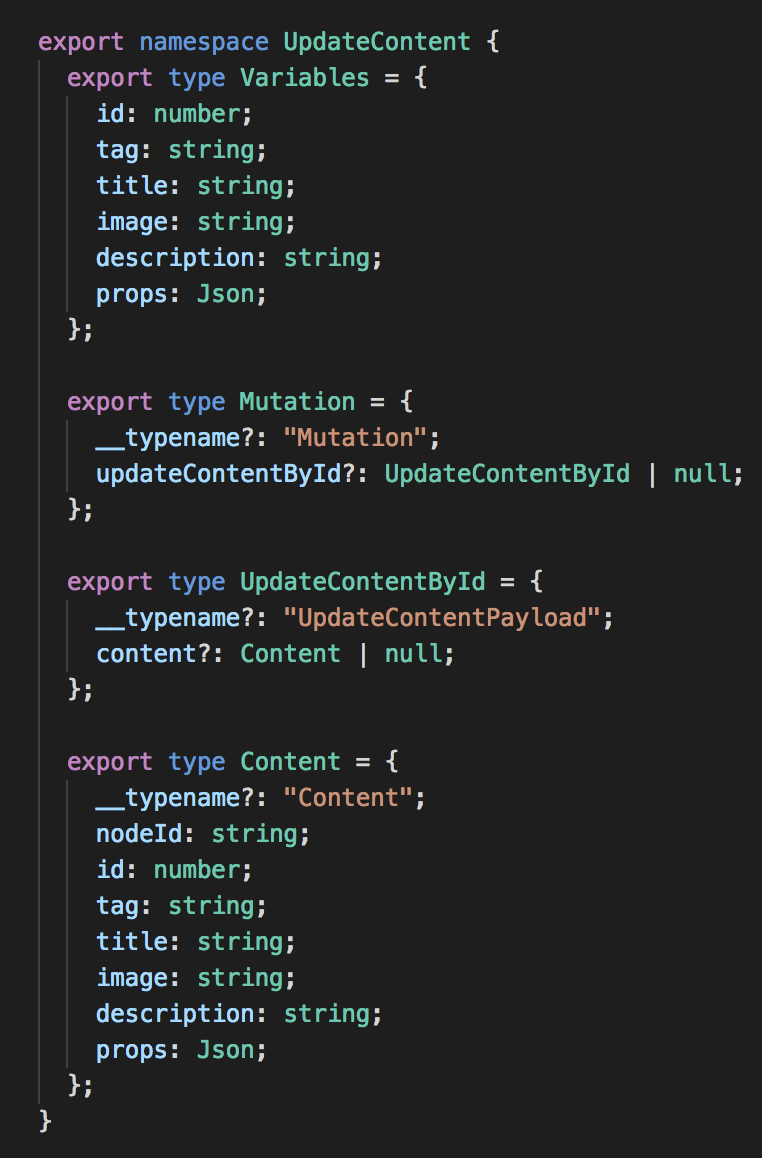 export namespace UpdateContent {
  export type Variables = {
    id: number;
    tag: string;
    title: string;
    image: string;
    description: string;
    props: Json;
  };

  export type Mutation = {
    __typename?: "Mutation";
    updateContentById?: UpdateContentById | null;
  };

  export type UpdateContentById = {
    __typename?: "UpdateContentPayload";
    content?: Content | null;
  };

  export type Content = {
    __typename?: "Content";
    nodeId: string;
    id: number;
    tag: string;
    title: string;
    image: string;
    description: string;
    props: Json;
  };
}